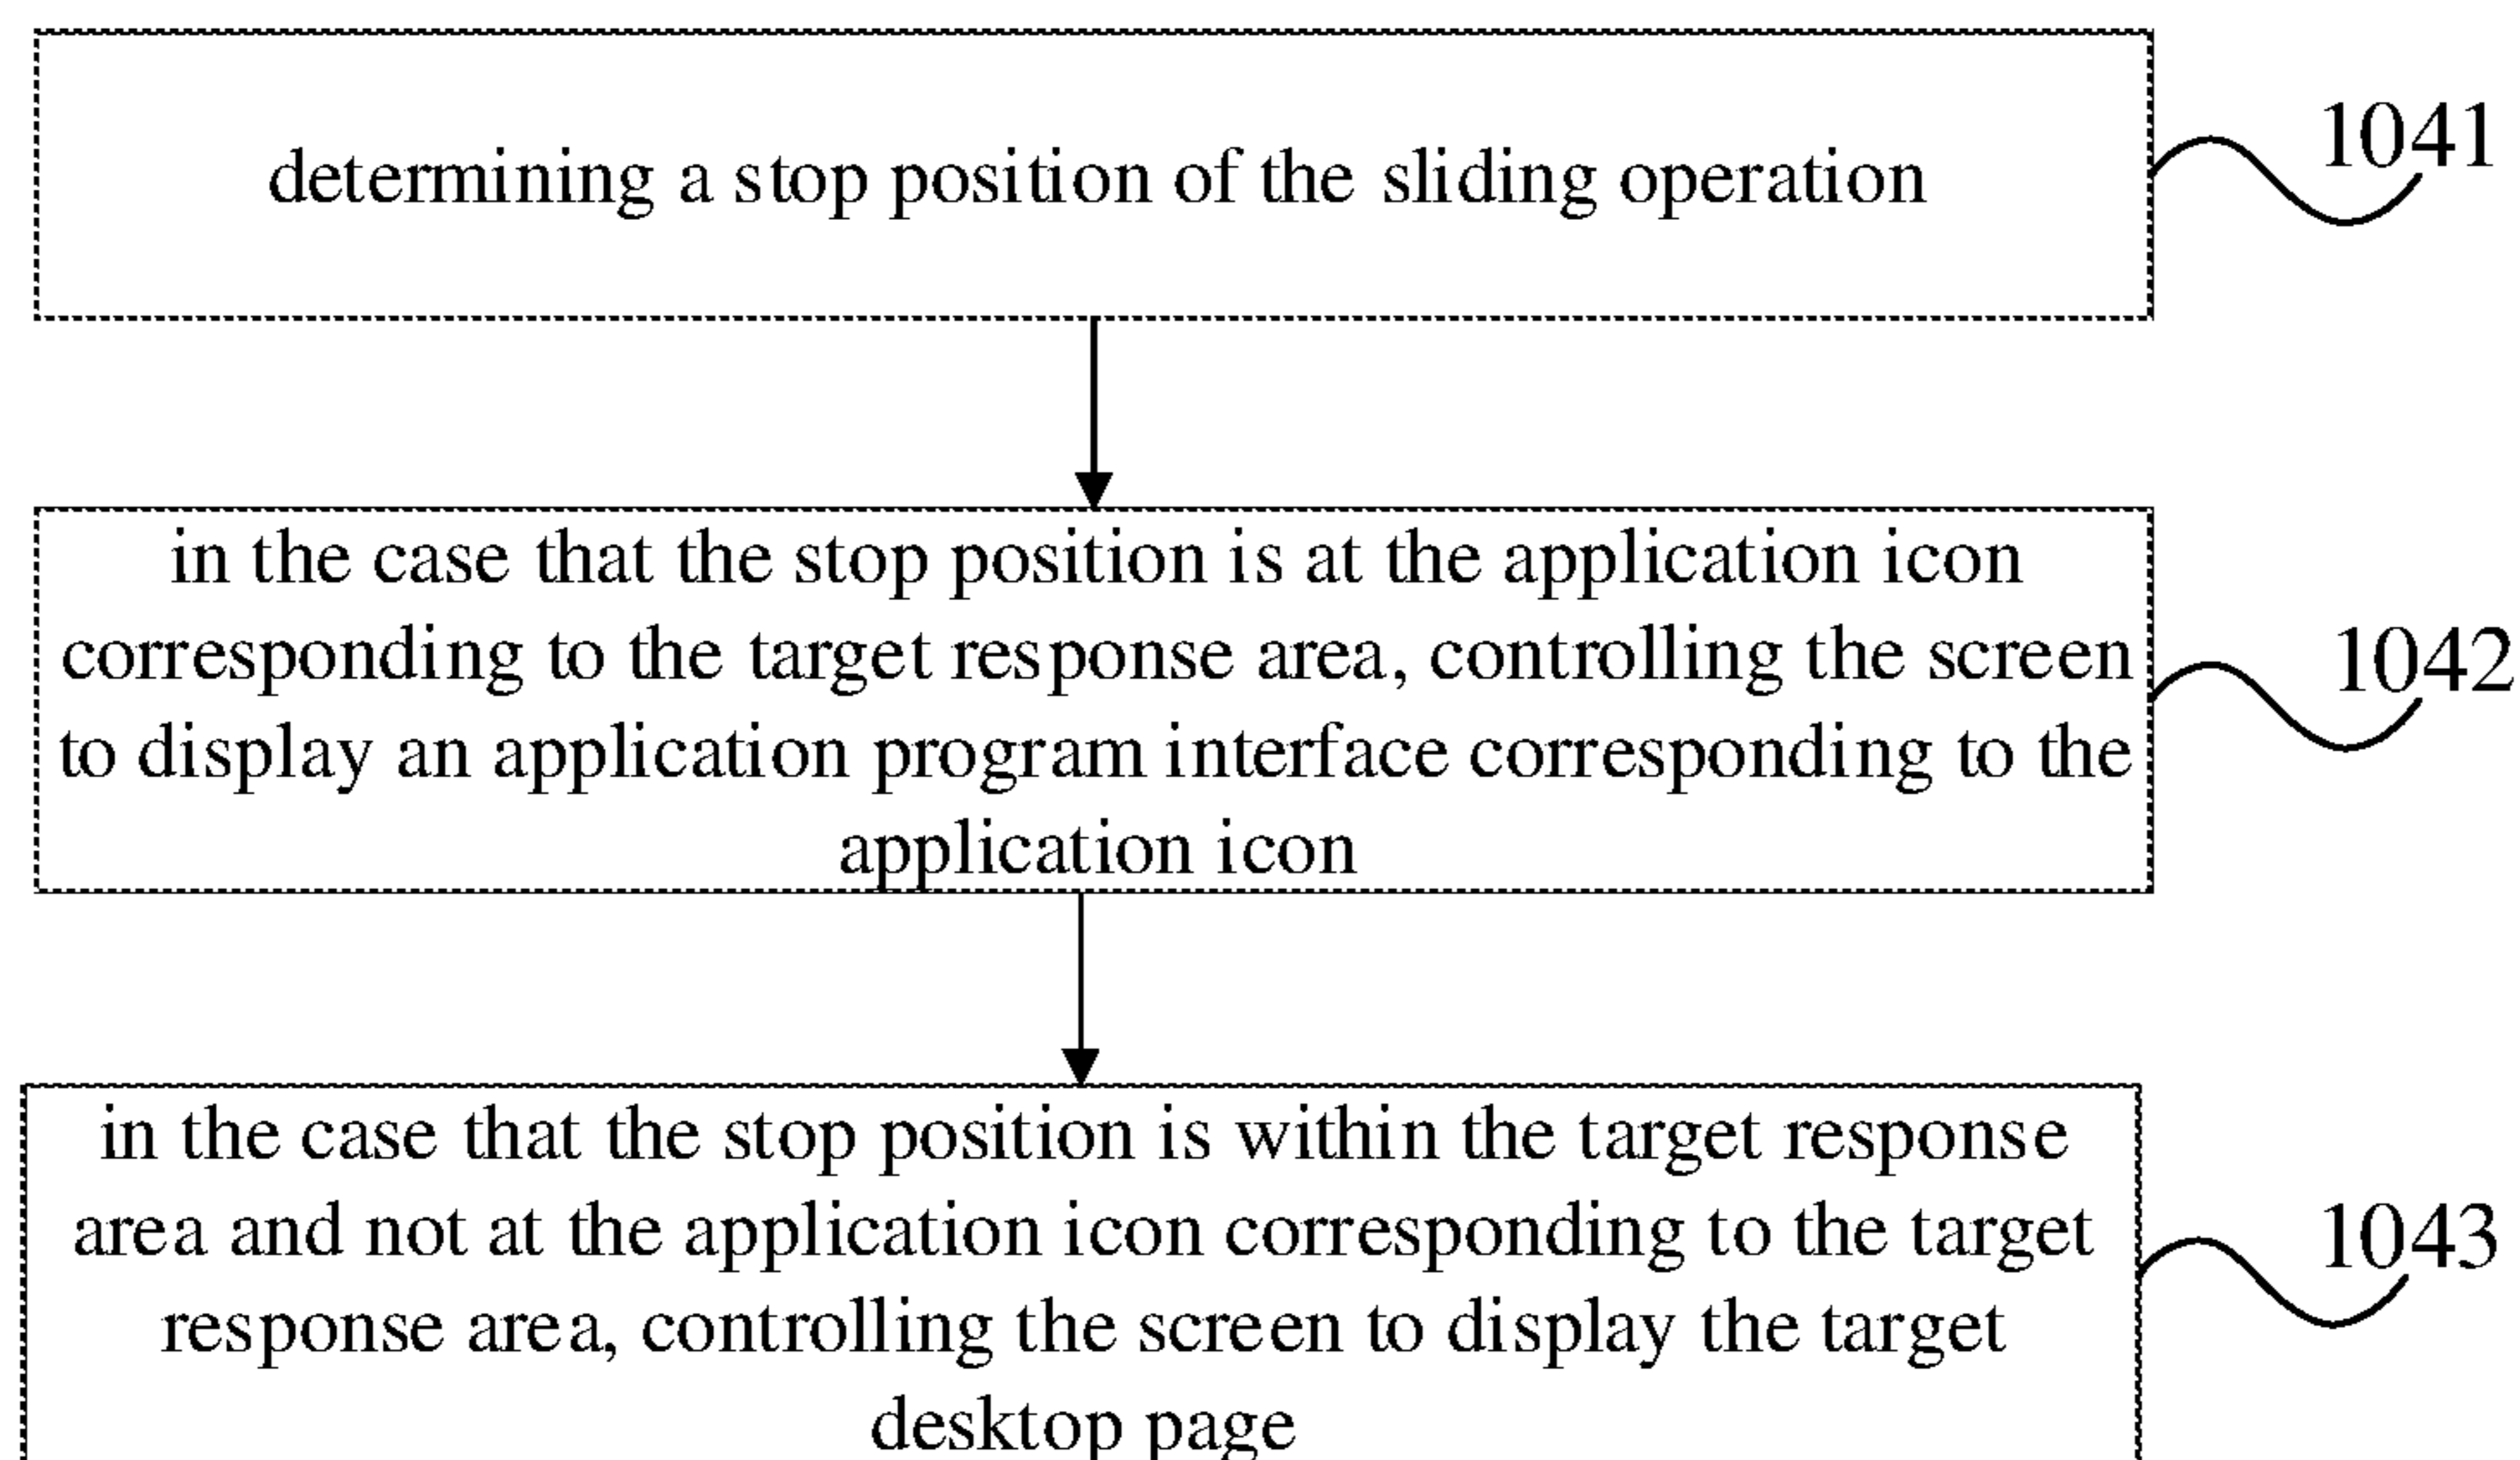 determining a stop position of the sliding operation
1041
in the case that the stop position is at the application icon
corresponding to the target response area, controlling the screen
to display an application program interface corresponding to the
application icon
1042
in the case that the stop position is within the target response
area and not at the application icon corresponding to the target
response area, controlling the screen to display the target
desktop page
1043